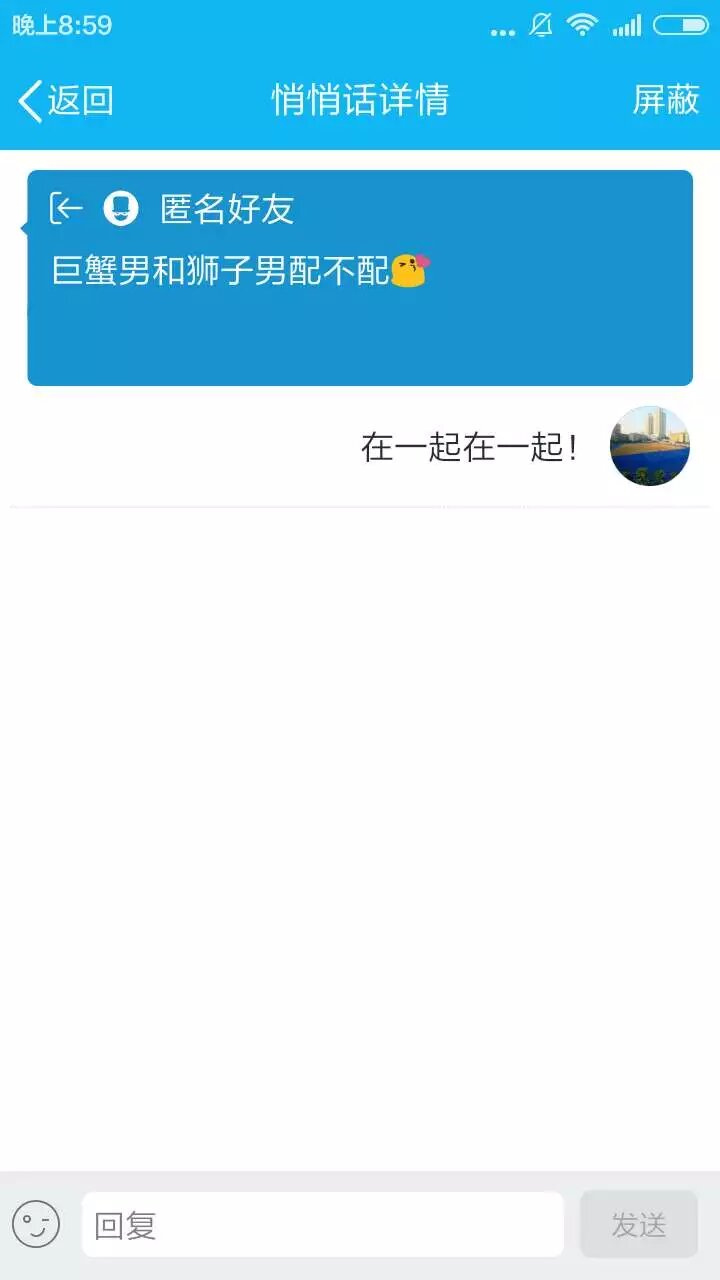 晚上8:59
返回
悄悄话详情
屏蔽
匿名好友
巨蟹男和狮子男配不配😘
在一起在一起！
回复
发送